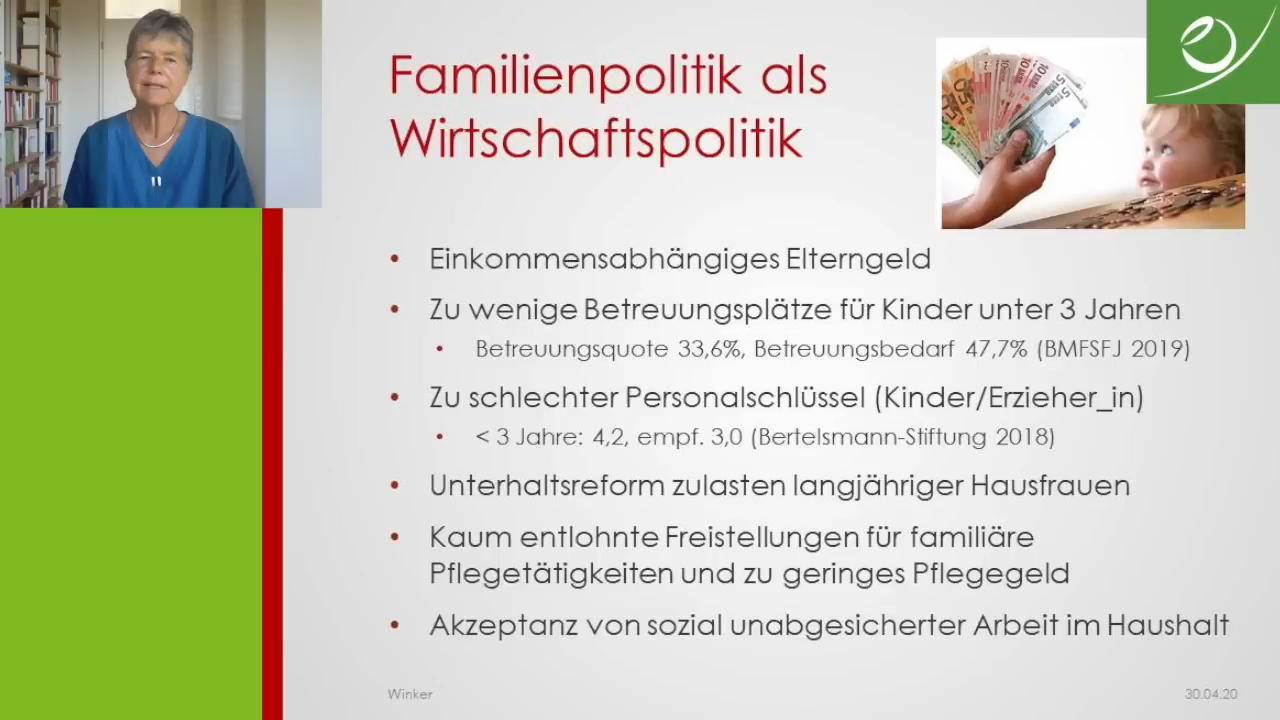 Familienpolitik als
Wirtschaftspolitik
• Einkommensabhängiges Elterngeld
• Zu wenige Betreuungsplätze für Kinder unter 3 Jahren
• Betreuungsquote 33,6%, Betreuungsbedarf 47,7% (BMFSFJ 2019)
• Zu schlechter Personalschlüssel (Kinder/Erzieher_in)
• < 3 Jahre: 4,2, empf. 3,0 (Bertelsmann-Stiftung 2018)
• Unterhaltsreform zulasten langjähriger Hausfrauen
• Kaum entlohnte Freistellungen für familiäre
Pflegetätigkeiten und zu geringes Pflegegeld
• Akzeptanz von sozial unabgesicherter Arbeit im Haushalt
Winker
30.04.20